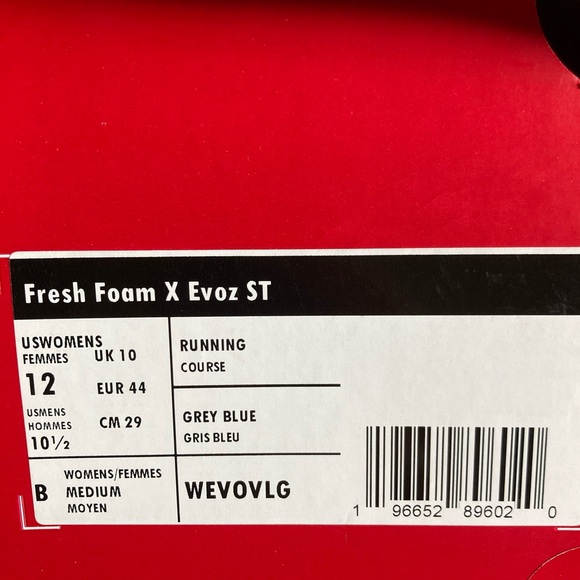 Fresh Foam X Evoz ST
USWOMENS
FEMMES
12
UK 10
EUR 44
USMENS
HOMMES
10½
CM 29
RUNNING
COURSE
GREY BLUE
GRIS BLEU
B
WOMENS/FEMMES
MEDIUM
MOYEN
WEVOVLG
1 96652 89602 0